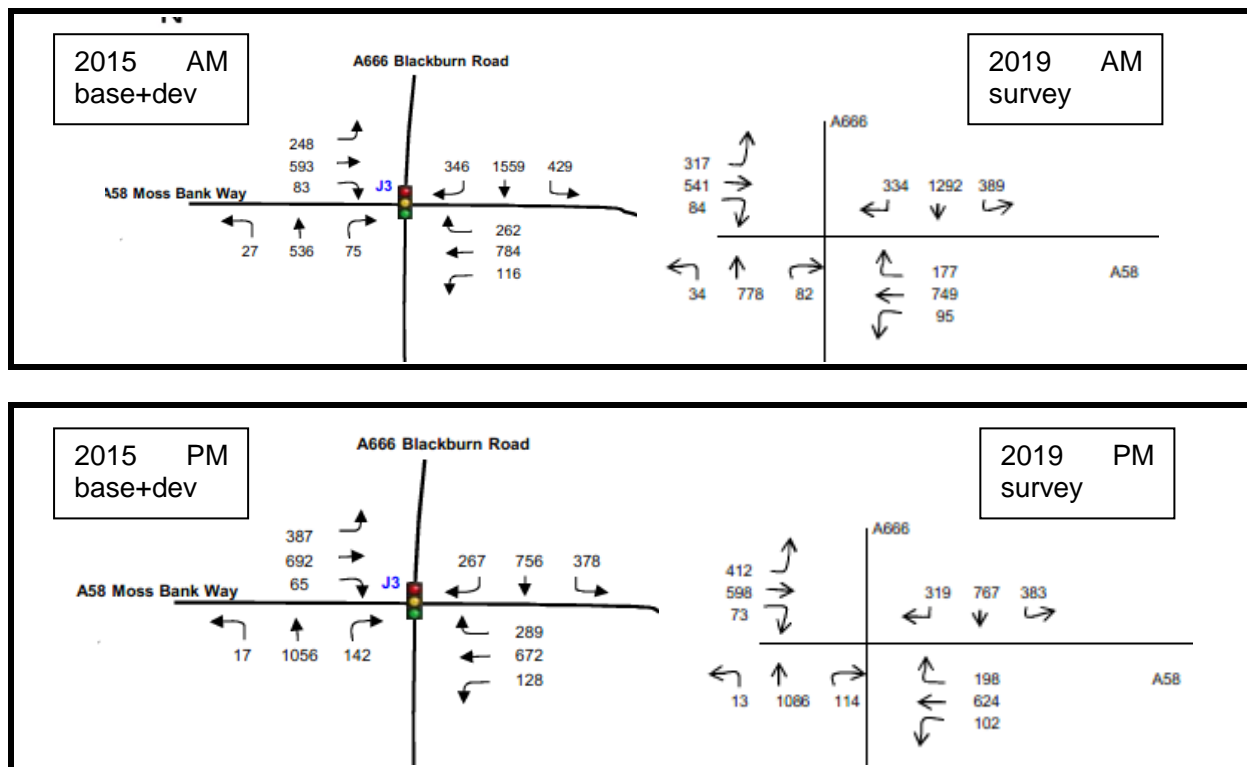 N
2015 AM
base+dev
A666 Blackburn Road
248
593
83
A58 Moss Bank Way
J3
346 1559 429
27 536 75
262
784
116
2019 AM
survey
A666
317
541
84
334 1292 389
34 778 82
177
749
95
A58
2015 PM
base+dev
A666 Blackburn Road
387
692
65
A58 Moss Bank Way
J3
267 756 378
17 1056 142
289
672
128
2019 PM
survey
A666
412
598
73
319 767 383
13 1086 114
198
624
102
A58